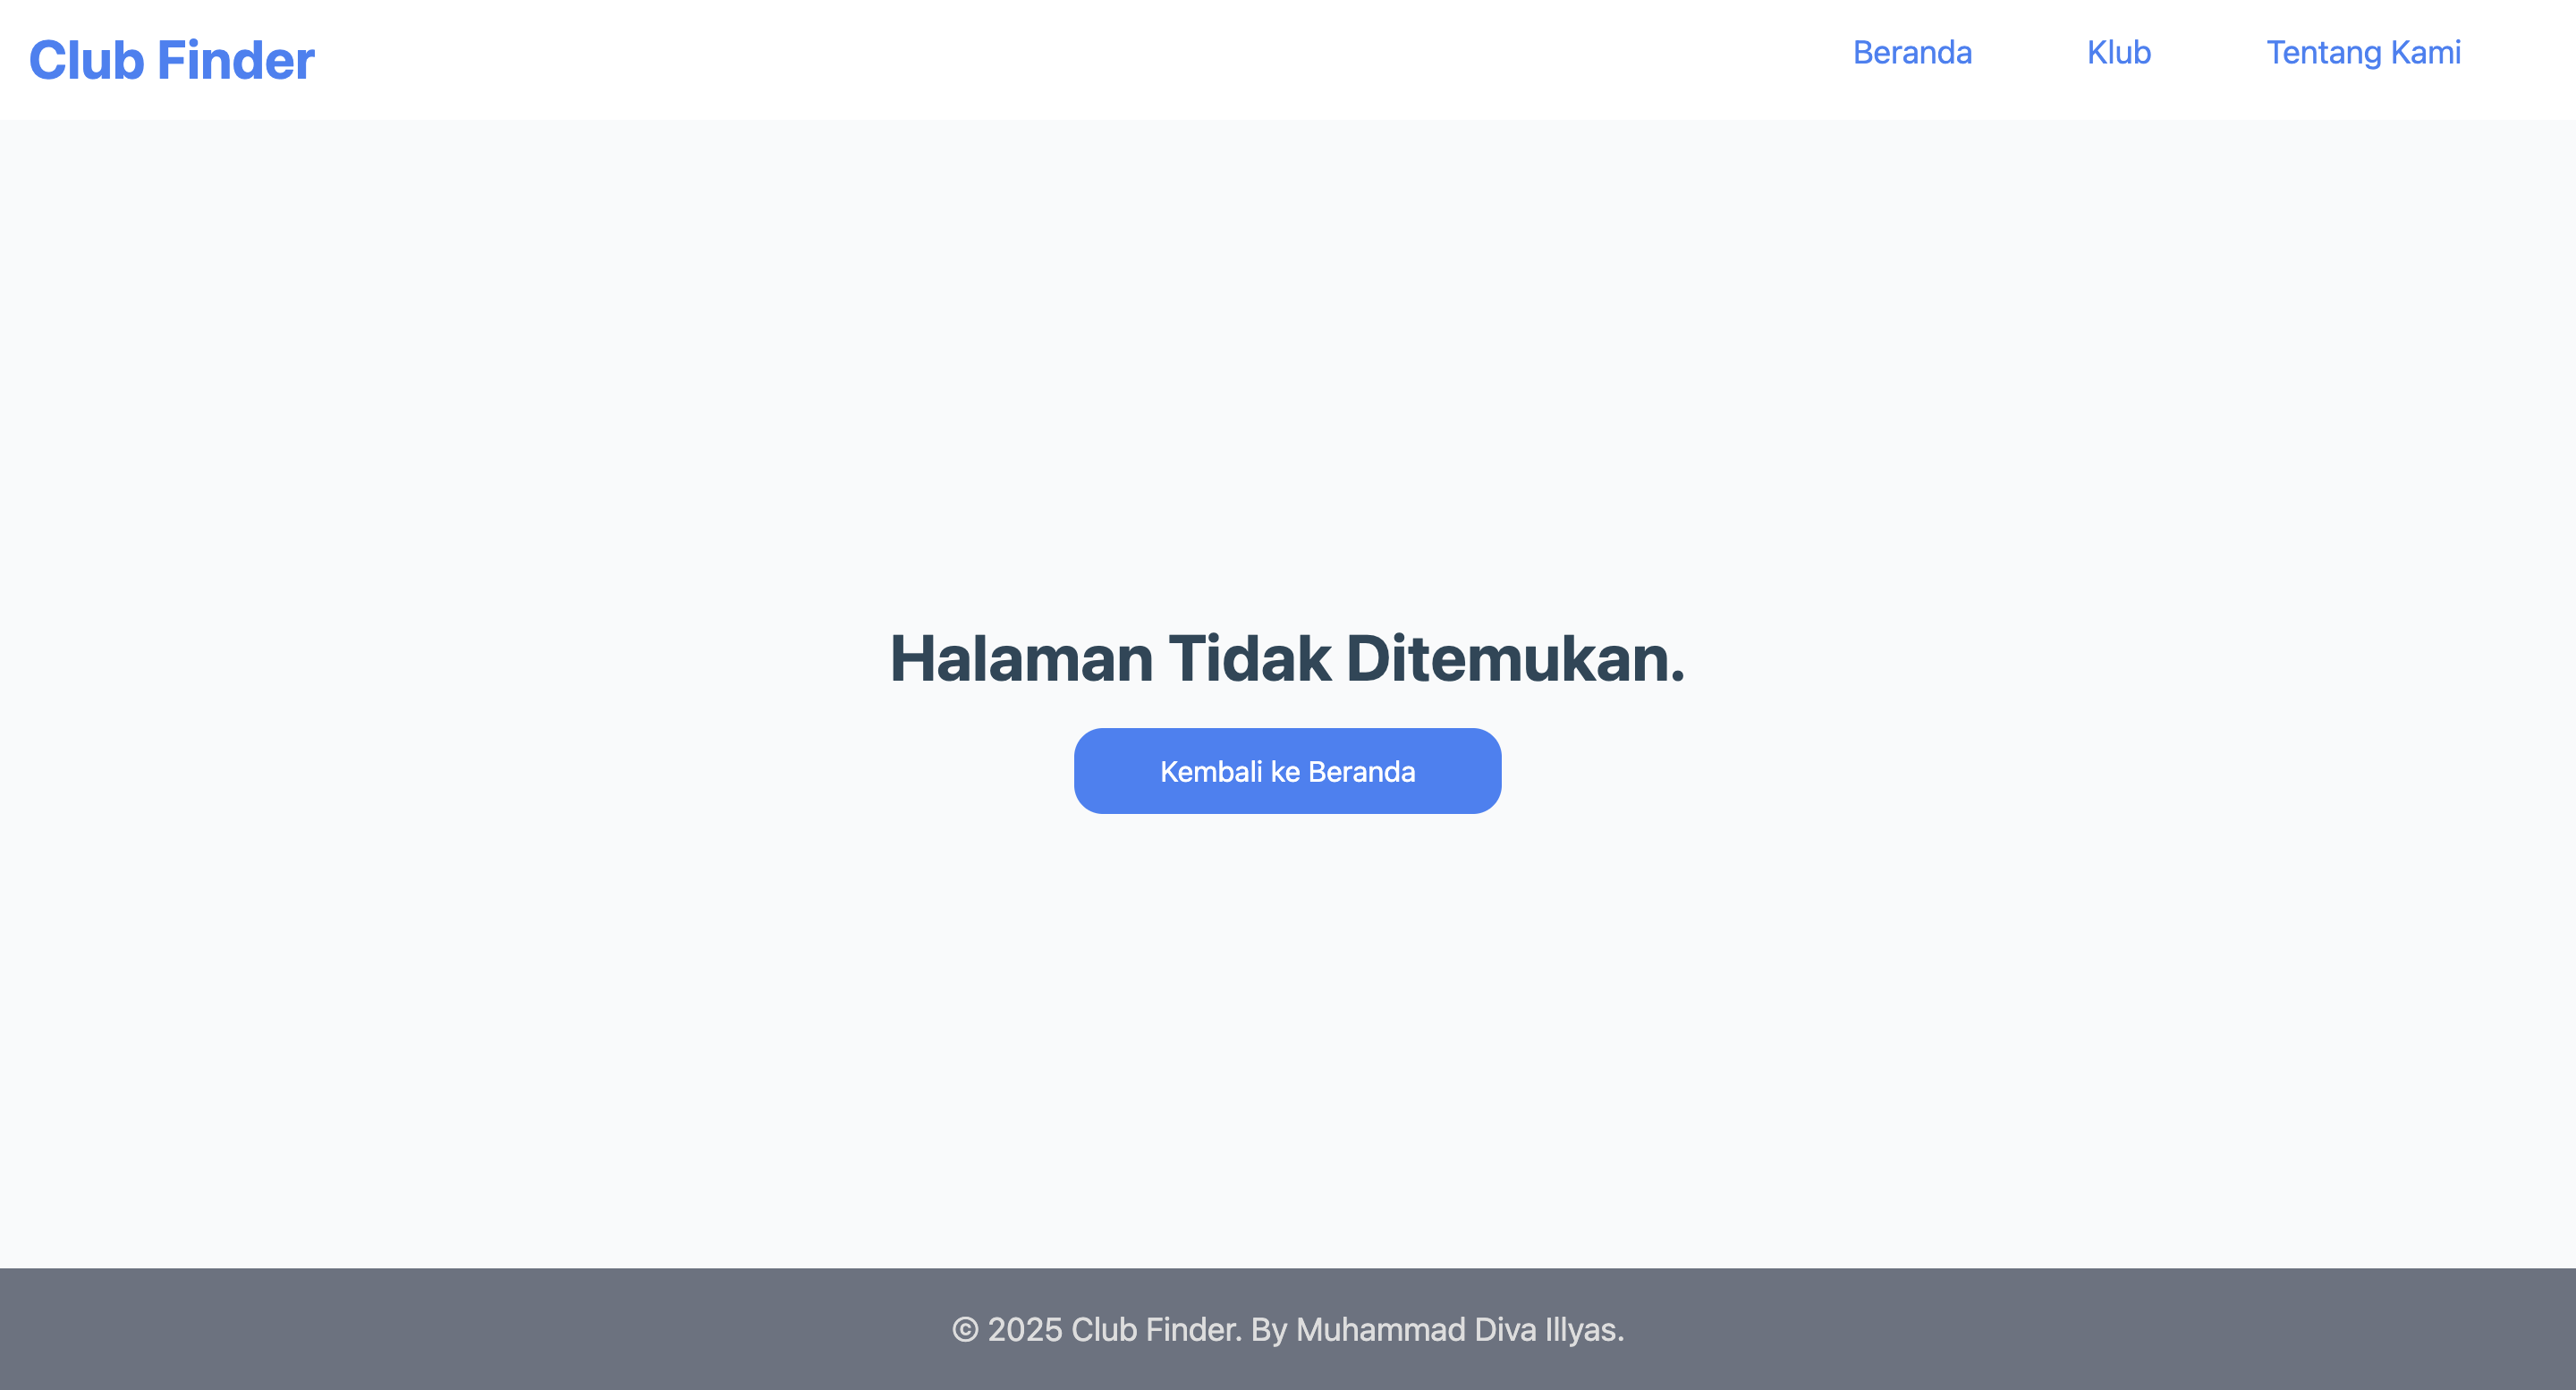 Club Finder
Beranda
Klub
Tentang Kami
Halaman Tidak Ditemukan.
Kembali ke Beranda
© 2025 Club Finder. By Muhammad Diva Illyas.